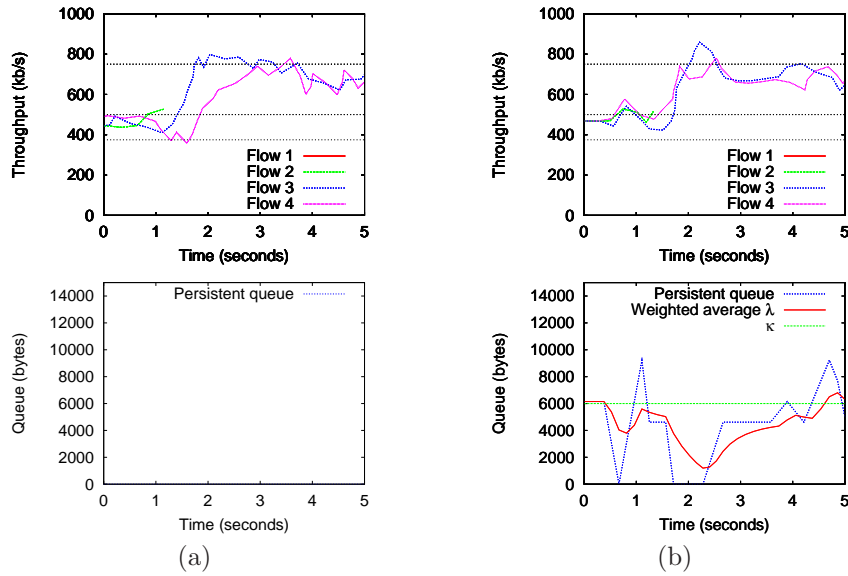 Throughput (kb/s)
1000
800
600
400
200
0
Flow 1
Flow 2
Flow 3
Flow 4
0 1 2 3 4 5
Time (seconds)
Throughput (kb/s)
1000
800
600
400
200
0
Flow 1
Flow 2
Flow 3
Flow 4
0 1 2 3 4 5
Time (seconds)
Queue (bytes)
14000
12000
10000
8000
6000
4000
2000
0
Persistent queue
0 1 2 3 4 5
Time (seconds)
(a)
Queue (bytes)
14000
12000
10000
8000
6000
4000
2000
0
Persistent queue
Weighted average λ
κ
0 1 2 3 4 5
Time (seconds)
(b)